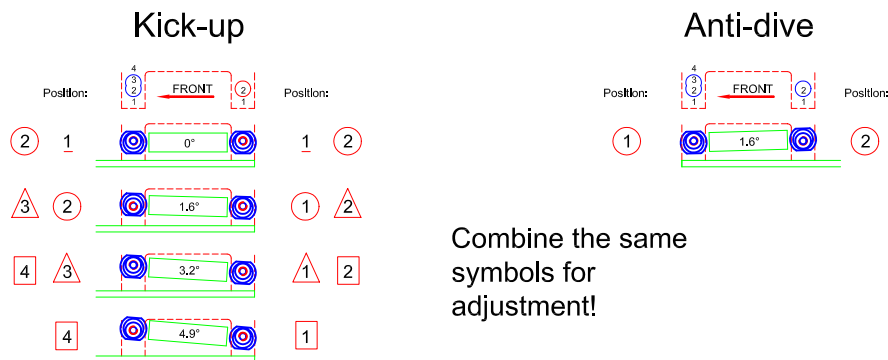 Kick-up
Anti-dive
4
3
2
1
2
1
Position:
FRONT
Position:
4
3
2
1
2
1
Position:
FRONT
Position:
2 1 0° 1 2
1 1.6° 2
3 2 1.6° 1 2
4 3 3.2° 1 2
4 4.9° 1
Combine the same
symbols for
adjustment!